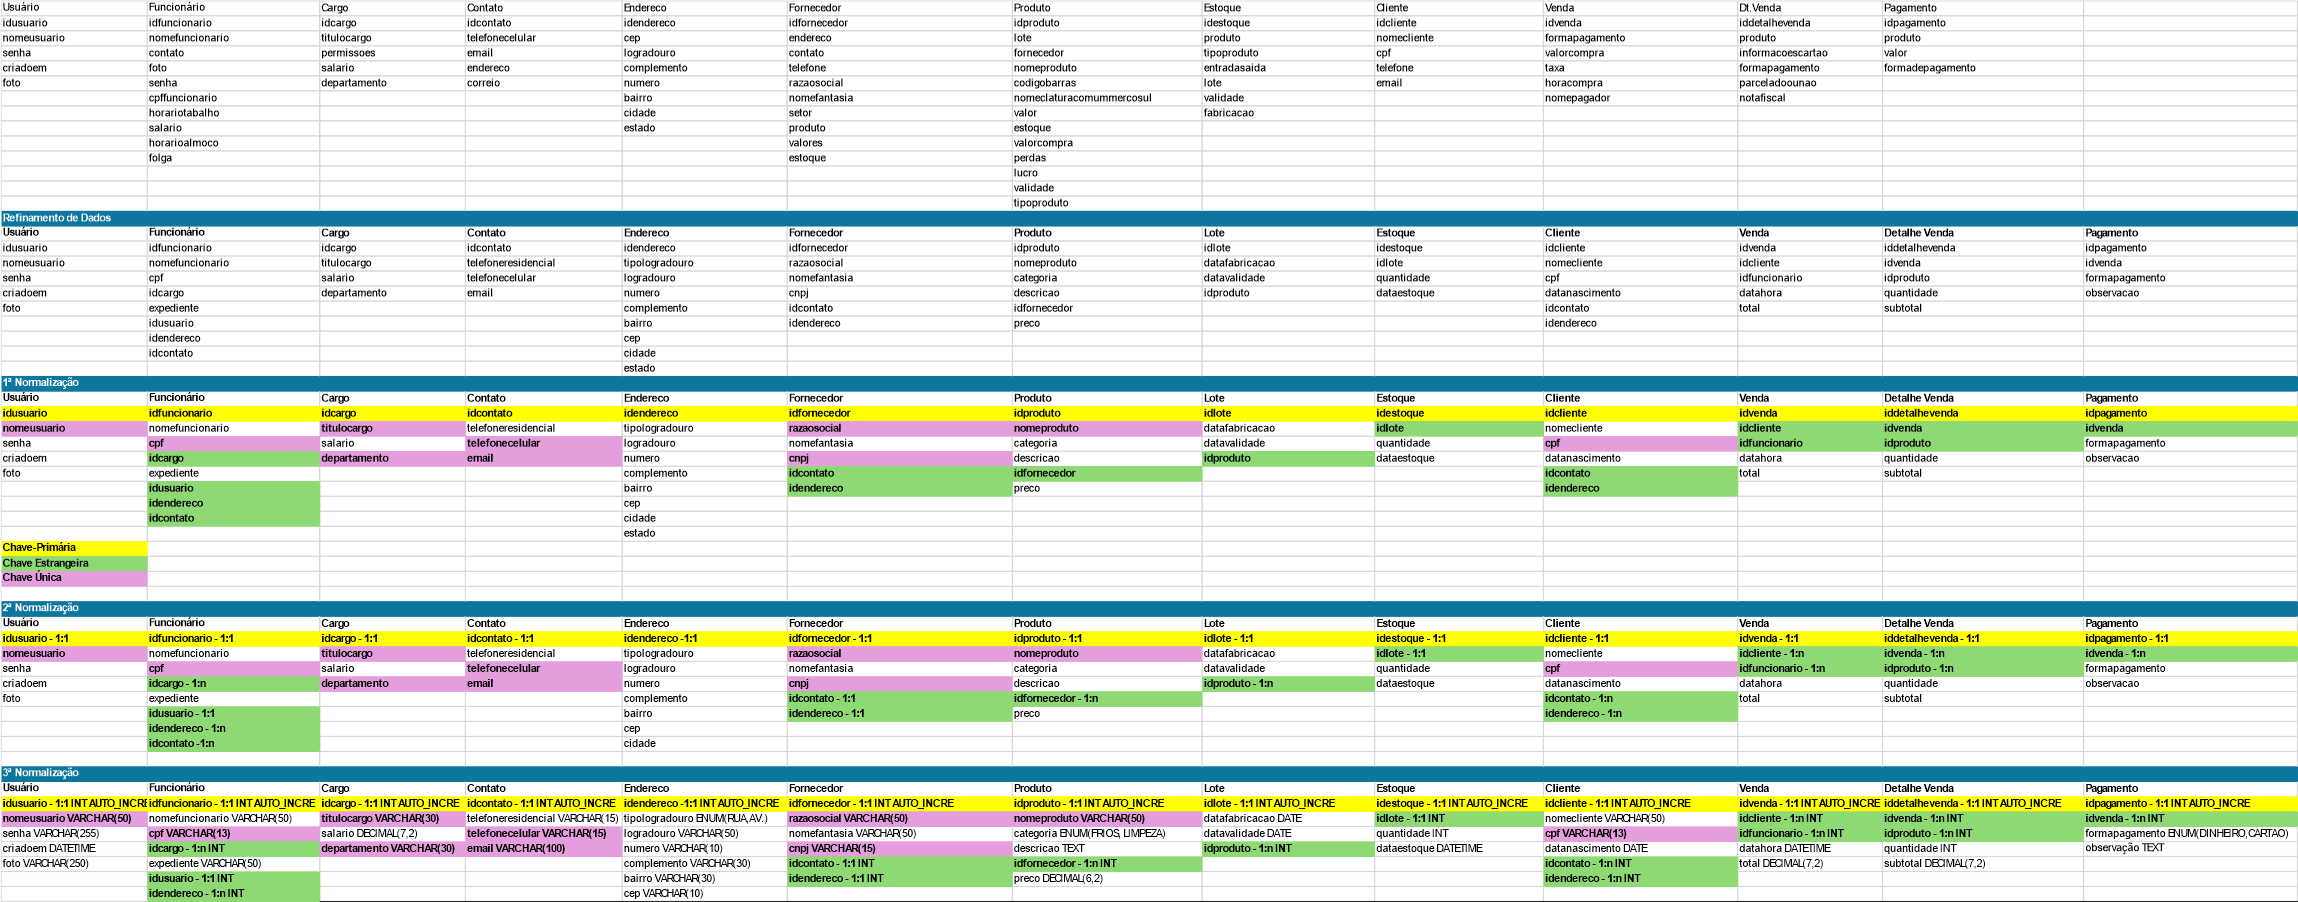 Usuário Funcionário Cargo Contato Endereco Fornecedor Produto Estoque Cliente Venda Dt.Venda Pagamento
idusuario idfuncionario idcargo idcontato idendereco idfornecedor idproduto idestoque idcliente idvenda iddetalhevenda idpagamento
nomeusuario nomefuncionario titulocargo telefonecelular cep endereco lote produto nomecliente formapagamento produto produto
senha contato permissoes email logradouro contato fornecedor tipoproduto cpf valorcompra informacoescartao valor
criadoem foto salario endereco complemento telefone nomeproduto entradasaida telefone taxa formapagamento formadepagamento
foto senha departamento correio numero razaosocial codigobarras lote email horacompra parceladoounao
cpffuncionario bairro nomefantasia nomeclaturacomummercosul validade nomepagador notafiscal
horariotabalho cidade setor valor fabricacao
salario estado produto estoque
horarioalmoco valores valorcompra
folga estoque perdas
lucro
validade
tipoproduto
Refinamento de Dados
Usuário Funcionário Cargo Contato Endereco Fornecedor Produto Lote Estoque Cliente Venda Detalhe Venda Pagamento
idusuario idfuncionario idcargo idcontato idendereco idfornecedor idproduto idlote idestoque idcliente idvenda iddetalhevenda idpagamento
nomeusuario nomefuncionario titulocargo telefoneresidencial tipologradouro razaosocial nomeproduto datafabricacao idlote nomecliente idcliente idvenda idvenda
senha cpf salario telefonecelular logradouro nomefantasia categoria datavalidade quantidade cpf idfuncionario idproduto formapagamento
criadoem idcargo departamento email numero cnpj descricao idproduto dataestoque datanascimento datahora quantidade observacao
foto expediente complemento idcontato idfornecedor idcontato total subtotal
idusuario bairro idendereco preco idendereco
idendereco cep
idcontato cidade
estado
1ª Normalização
Usuário Funcionário Cargo Contato Endereco Fornecedor Produto Lote Estoque Cliente Venda Detalhe Venda Pagamento
idusuario idfuncionario idcargo idcontato idendereco idfornecedor idproduto idlote idestoque idcliente idvenda iddetalhevenda idpagamento
nomeusuario nomefuncionario titulocargo telefoneresidencial tipologradouro razaosocial nomeproduto datafabricacao idlote nomecliente idcliente idvenda idvenda
senha cpf salario telefonecelular logradouro nomefantasia categoria datavalidade quantidade cpf idfuncionario idproduto formapagamento
criadoem idcargo departamento email numero cnpj descricao idproduto dataestoque datanascimento datahora quantidade observacao
foto expediente complemento idcontato idfornecedor idcontato total subtotal
idusuario bairro idendereco preco idendereco
idendereco cep
idcontato cidade
estado
Chave-Primária
Chave Estrangeira
Chave Única
2ª Normalização
Usuário Funcionário Cargo Contato Endereco Fornecedor Produto Lote Estoque Cliente Venda Detalhe Venda Pagamento
idusuario - 1:1 idfuncionario - 1:1 idcargo - 1:1 idcontato - 1:1 idendereco -1:1 idfornecedor - 1:1 idproduto - 1:1 idlote - 1:1 idestoque - 1:1 idcliente - 1:1 idvenda - 1:1 iddetalhevenda - 1:1 idpagamento - 1:1
nomeusuario nomefuncionario titulocargo telefoneresidencial tipologradouro razaosocial nomeproduto datafabricacao idlote - 1:1 nomecliente idcliente - 1:n idvenda - 1:n idvenda - 1:n
senha cpf salario telefonecelular logradouro nomefantasia categoria datavalidade quantidade cpf idfuncionario - 1:n idproduto - 1:n formapagamento
criadoem idcargo - 1:n departamento email numero cnpj descricao idproduto - 1:n dataestoque datanascimento datahora quantidade observacao
foto expediente complemento idcontato - 1:1 idfornecedor - 1:n idcontato - 1:n total subtotal
idusuario - 1:1 bairro idendereco - 1:1 preco idendereco - 1:n
idendereco - 1:n cep
idcontato -1:n cidade
3ª Normalização
Usuário Funcionário Cargo Contato Endereco Fornecedor Produto Lote Estoque Cliente Venda Detalhe Venda Pagamento
idusuario - 1:1 INT AUTO_INCRE idfuncionario - 1:1 INT AUTO_INCRE idcargo - 1:1 INT AUTO_INCRE idcontato - 1:1 INT AUTO_INCRE idendereco -1:1 INT AUTO_INCRE idfornecedor - 1:1 INT AUTO_INCRE idproduto - 1:1 INT AUTO_INCRE idlote - 1:1 INT AUTO_INCRE idestoque - 1:1 INT AUTO_INCRE idcliente - 1:1 INT AUTO_INCRE idvenda - 1:1 INT AUTO_INCRE iddetalhevenda - 1:1 INT AUTO_INCRE idpagamento - 1:1 INT AUTO_INCRE
nomeusuario VARCHAR(50) nomefuncionario VARCHAR(50) titulocargo VARCHAR(30) telefoneresidencial VARCHAR(15) tipologradouro ENUM(RUA,AV.) razaosocial VARCHAR(50) nomeproduto VARCHAR(50) datafabricacao DATE idlote - 1:1 INT nomecliente VARCHAR(50) idcliente - 1:n INT idvenda - 1:n INT idvenda - 1:n INT
senha VARCHAR(255) cpf VARCHAR(13) salario DECIMAL(7,2) telefonecelular VARCHAR(15) logradouro VARCHAR(50) nomefantasia VARCHAR(50) categoria ENUM(FRIOS, LIMPEZA) datavalidade DATE quantidade INT cpf VARCHAR(13) idfuncionario - 1:n INT idproduto - 1:n INT formapagamento ENUM(DINHEIRO,CARTAO)
criadoem DATETIME idcargo - 1:n INT departamento VARCHAR(30) email VARCHAR(100) numero VARCHAR(10) cnpj VARCHAR(15) descricao TEXT idproduto - 1:n INT dataestoque DATETIME datanascimento DATE datahora DATETIME quantidade INT observação TEXT
foto VARCHAR(250) expediente VARCHAR(50) complemento VARCHAR(30) idcontato - 1:1 INT idfornecedor - 1:n INT idcontato - 1:n INT total DECIMAL(7,2) subtotal DECIMAL(7,2)
idusuario - 1:1 INT bairro VARCHAR(30) idendereco - 1:1 INT preco DECIMAL(6,2) idendereco - 1:n INT
idendereco - 1:n INT cep VARCHAR(10)